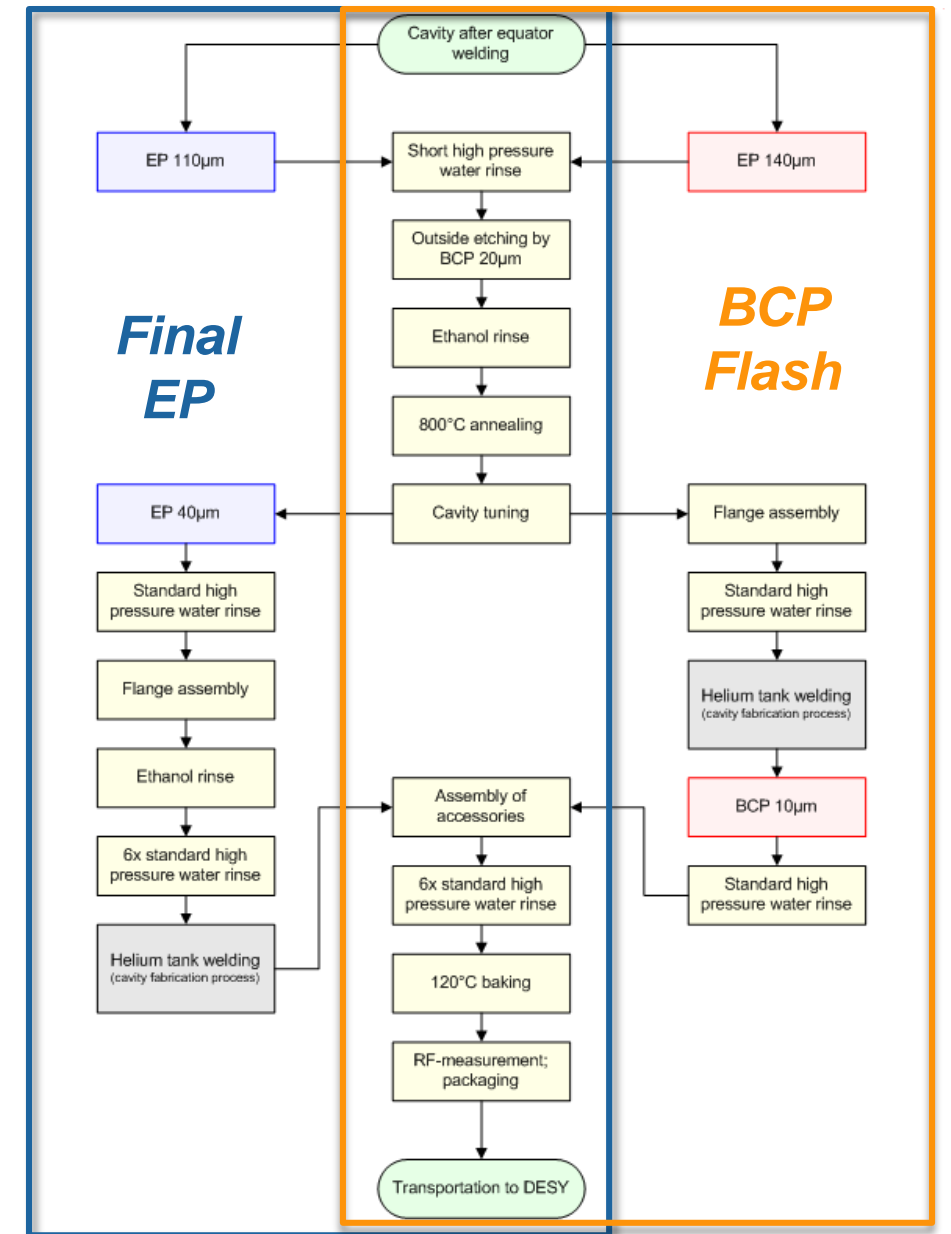 Cavity after equator
welding
EP 110µm
Short high pressure
water rinse
EP 140µm
Outside etching by
BCP 20µm
Final
EP
BCP
Flash
Ethanol rinse
800°C annealing
EP 40µm
Cavity tuning
Flange assembly
Standard high
pressure water rinse
Standard high
pressure water rinse
Flange assembly
Helium tank welding
(cavity fabrication process)
Ethanol rinse
Assembly of
accessories
BCP 10µm
6x standard high
pressure water rinse
6x standard high
pressure water rinse
Standard high
pressure water rinse
Helium tank welding
(cavity fabrication process)
120°C baking
RF-measurement;
packaging
Transportation to DESY